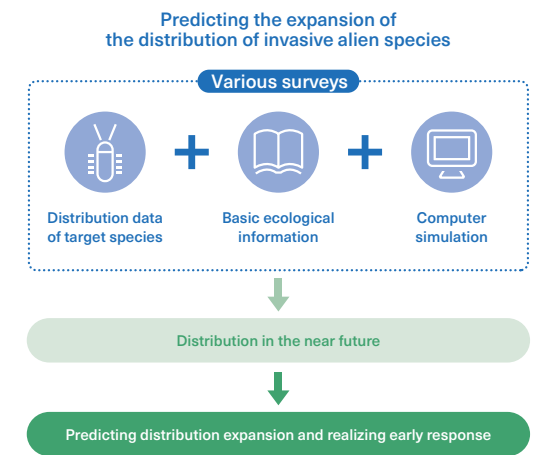 Predicting the expansion of
the distribution of invasive alien species
Various surveys
Distribution data
of target species
Basic ecological
information
Computer
simulation
Distribution in the near future
Predicting distribution expansion and realizing early response